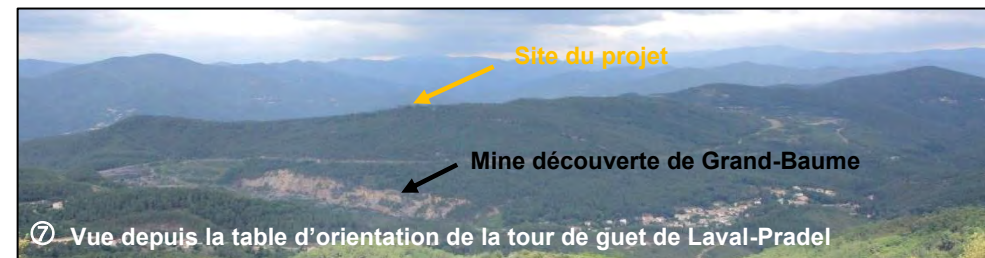 Site du projet
Mine découverte de Grand-Baume
⑦ Vue depuis la table d'orientation de la tour de guet de Laval-Pradel